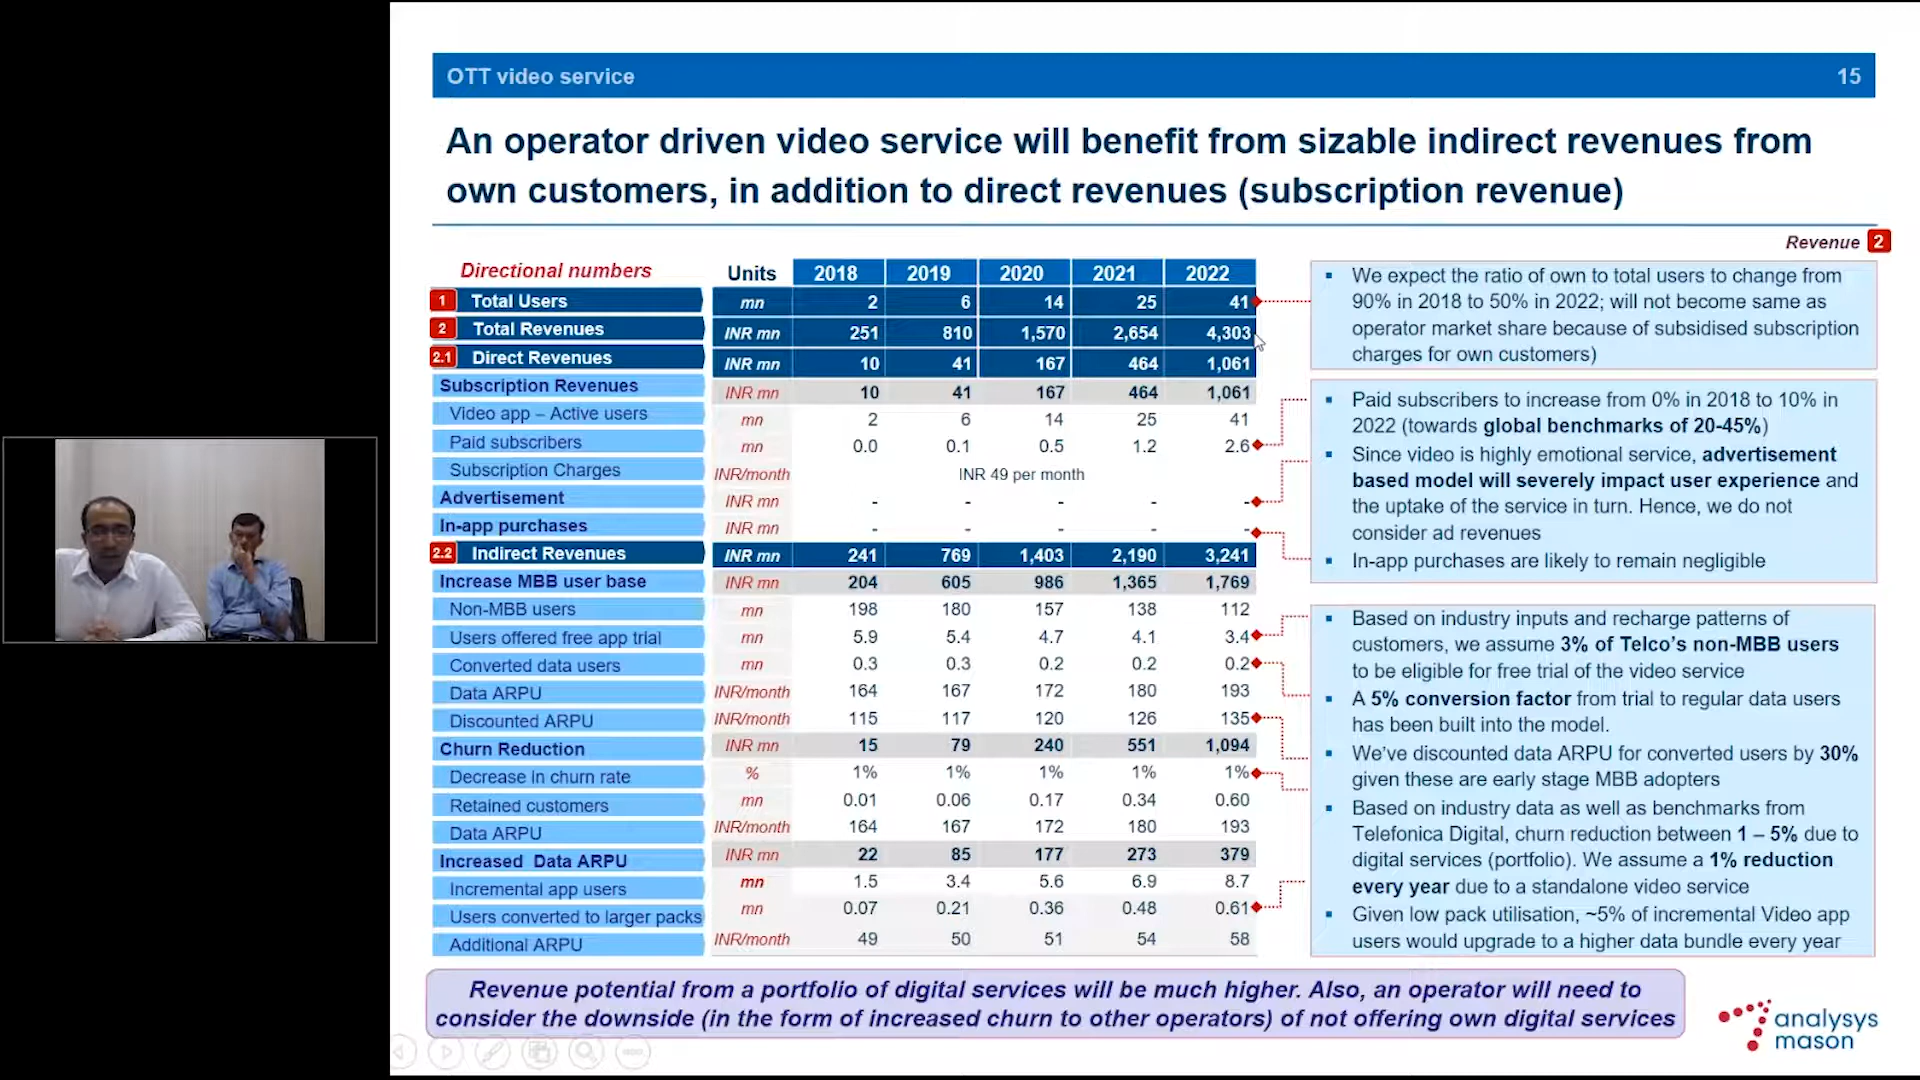 OTT video service 15
An operator driven video service will benefit from sizable indirect revenues from
own customers, in addition to direct revenues (subscription revenue)
Revenue 2
Directional numbers Units 2018 2019 2020 2021 2022
1 Total Users mn 2 6 14 25 41
2 Total Revenues INR mn 251 810 1,570 2,654 4,303
2.1 Direct Revenues INR mn 10 41 167 464 1,061
Subscription Revenues INR mn 10 41 167 464 1,061
Video app – Active users mn 2 6 14 25 41
Paid subscribers mn 0.0 0.1 0.5 1.2 2.6
Subscription Charges INR/month INR 49 per month
Advertisement INR mn - - - - -
In-app purchases INR mn - - - - -
2.2 Indirect Revenues INR mn 241 769 1,403 2,190 3,241
Increase MBB user base INR mn 204 605 986 1,365 1,769
Non-MBB users mn 198 180 157 138 112
Users offered free app trial mn 5.9 5.4 4.7 4.1 3.4
Converted data users mn 0.3 0.3 0.2 0.2 0.2
Data ARPU INR/month 164 167 172 180 193
Discounted ARPU INR/month 115 117 120 126 135
Churn Reduction INR mn 15 79 240 551 1,094
Decrease in churn rate % 1% 1% 1% 1% 1%
Retained customers mn 0.01 0.06 0.17 0.34 0.60
Data ARPU INR/month 164 167 172 180 193
Increased Data ARPU INR mn 22 85 177 273 379
Incremental app users mn 1.5 3.4 5.6 6.9 8.7
Users converted to larger packs mn 0.07 0.21 0.36 0.48 0.61
Additional ARPU INR/month 49 50 51 54 58
▪ We expect the ratio of own to total users to change from
90% in 2018 to 50% in 2022; will not become same as
operator market share because of subsidised subscription
charges for own customers)
▪ Paid subscribers to increase from 0% in 2018 to 10% in
2022 (towards global benchmarks of 20-45%)
▪ Since video is highly emotional service, advertisement
based model will severely impact user experience and
the uptake of the service in turn. Hence, we do not
consider ad revenues
▪ In-app purchases are likely to remain negligible
▪ Based on industry inputs and recharge patterns of
customers, we assume 3% of Telco's non-MBB users
to be eligible for free trial of the video service
▪ A 5% conversion factor from trial to regular data users
has been built into the model.
▪ We've discounted data ARPU for converted users by 30%
given these are early stage MBB adopters
▪ Based on industry data as well as benchmarks from
Telefonica Digital, churn reduction between 1 – 5% due to
digital services (portfolio). We assume a 1% reduction
every year due to a standalone video service
▪ Given low pack utilisation, ~5% of incremental Video app
users would upgrade to a higher data bundle every year
Revenue potential from a portfolio of digital services will be much higher. Also, an operator will need to
consider the downside (in the form of increased churn to other operators) of not offering own digital services
analysys
mason